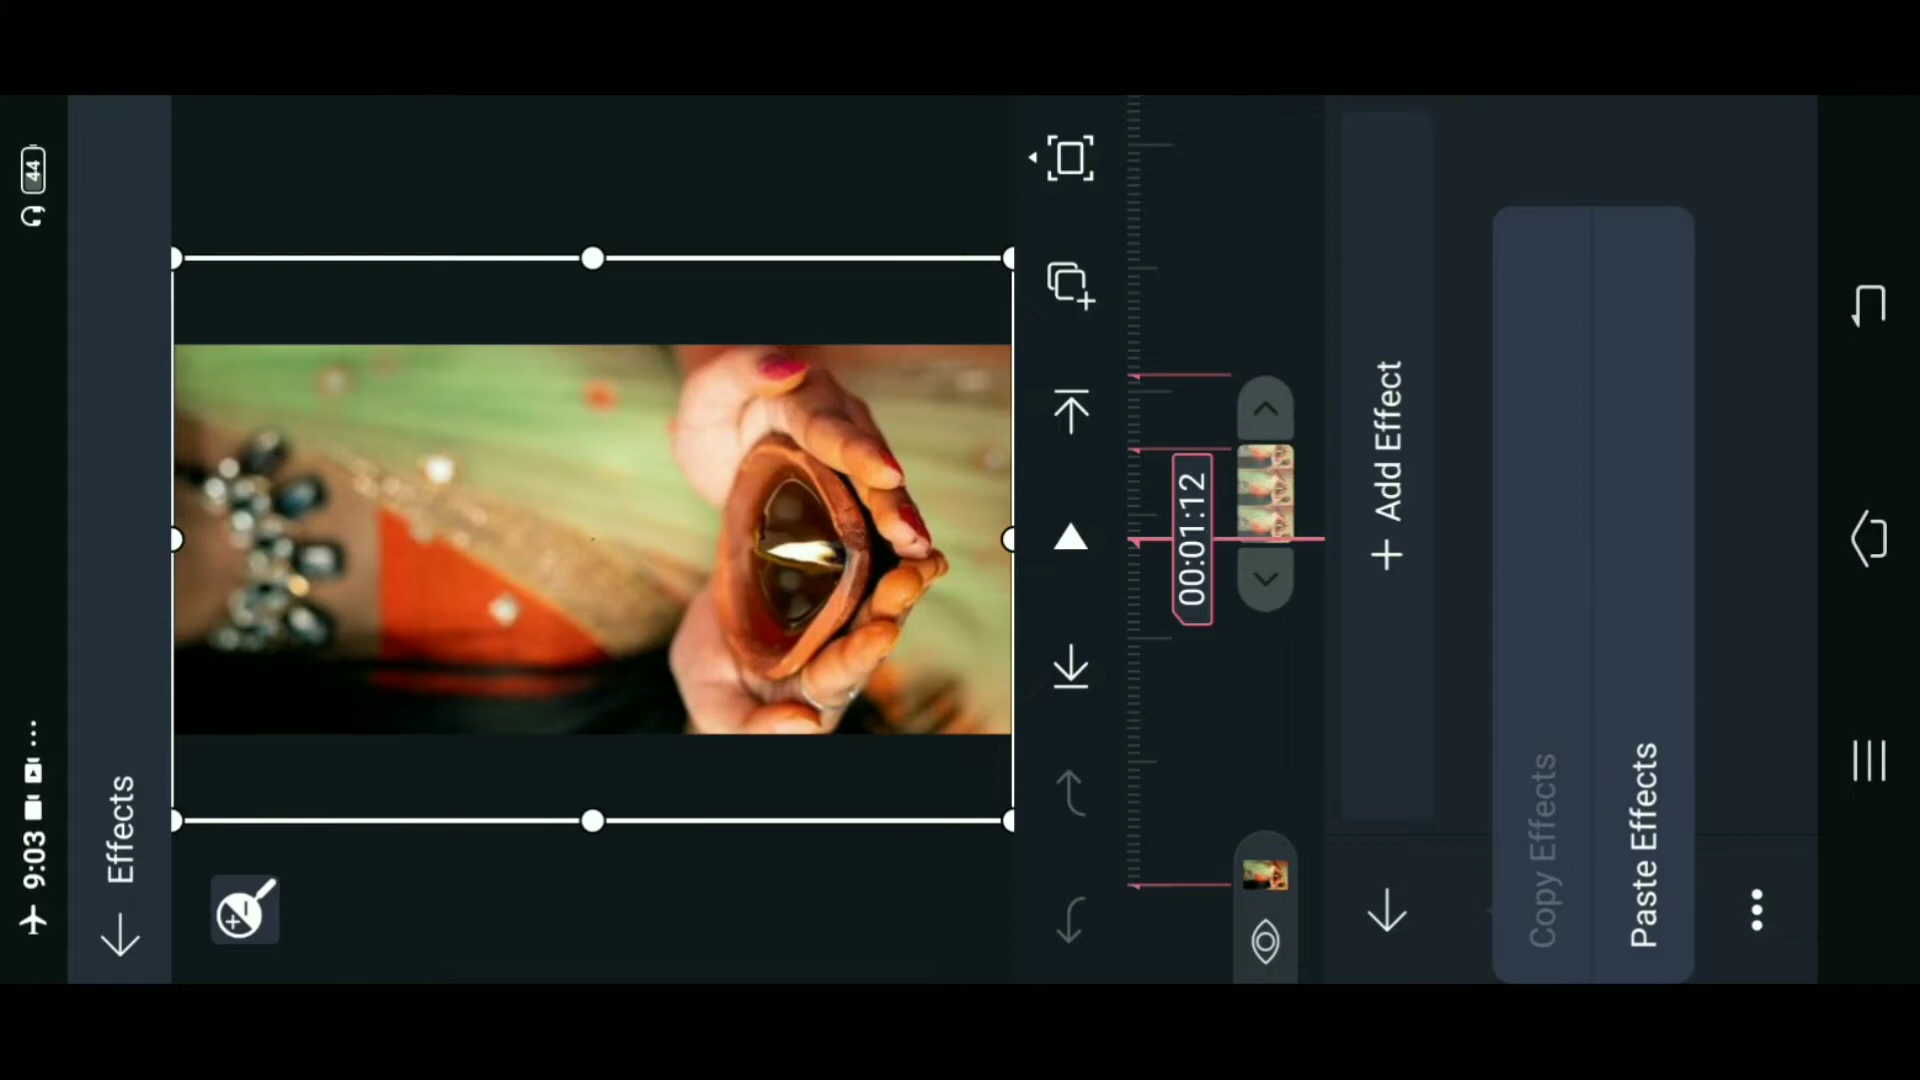 9:03
44
Effects
00:01:12
+ Add Effect
Copy Effects
Paste Effects